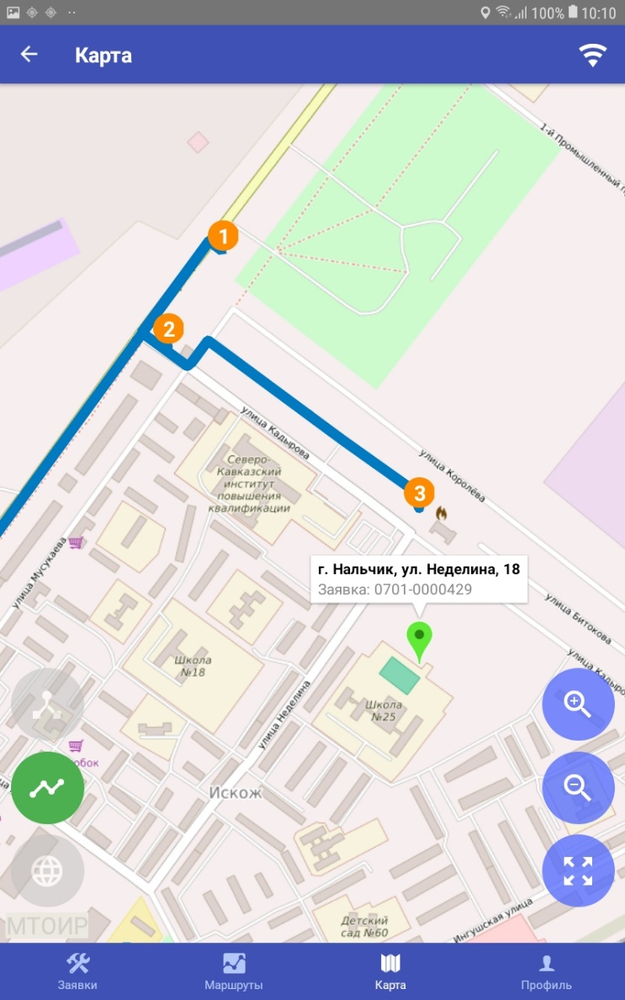 100% 10:10
Карта
1-й Промышленный
1
2
улица Кадырова
улица Королёва
Северо-
Кавказский
институт
повышения
квалификации
3
улица Мусукаева
г. Нальчик, ул. Неделина, 18
Заявка: 0701-0000429
улица Битокова
улица Кадыро
Школа
№18
улица Неделина
Школа
№25
обок
Искож
МТОИР
Детский
сад №60
Ингушская улица
Заявки
Маршруты
Карта
Профиль